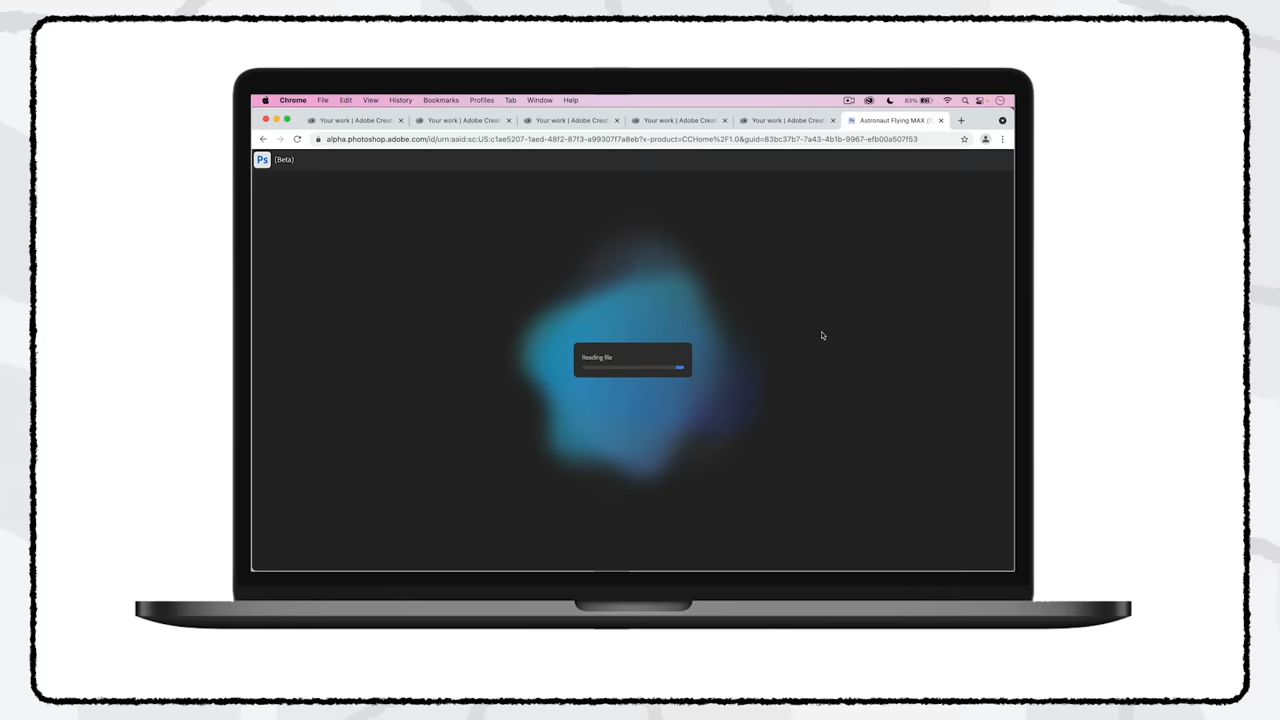 Chrome File Edit View History Bookmarks Profiles Tab Window Help 83%
Your work | Adobe Creat Your work | Adobe Creat Your work | Adobe Creat Your work | Adobe Creat Your work | Adobe Creat Astronaut Flying MAX (1
alpha.photoshop.adobe.com/id/urn:aaid:sc:US:c1ae5207-1aed-48f2-87f3-a99307f7a8eb?x-product=CCHome%2F1.0&guid=83bc37b7-7a43-4b1b-9967-efb00a507f53
Ps (Beta)
Reading file